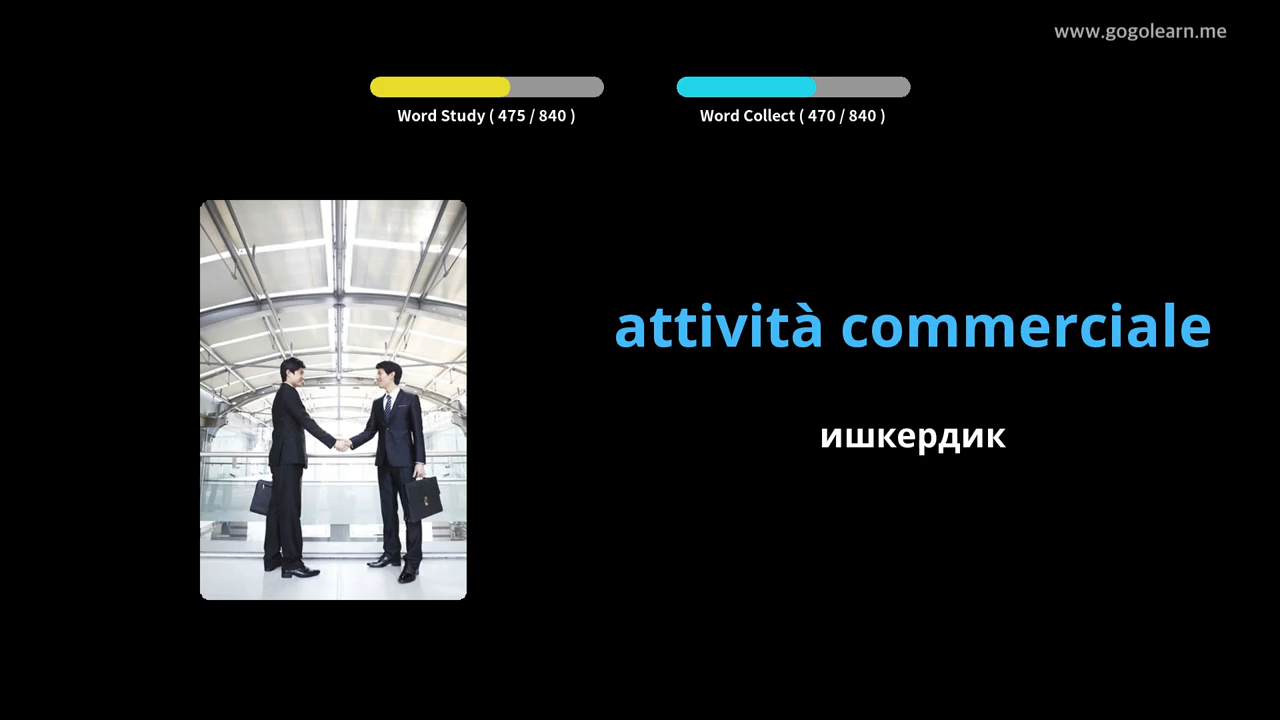 www.gogolearn.me
Word Study ( 475 / 840 )
Word Collect ( 470 / 840 )
attività commerciale
ишкердик